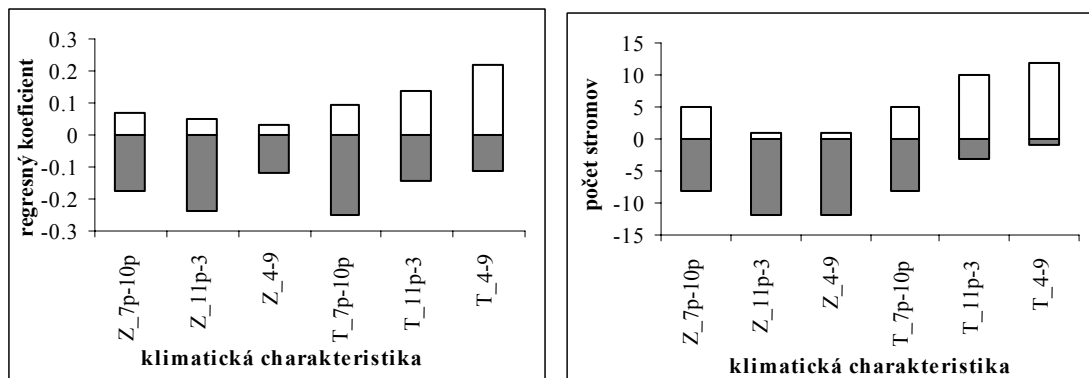 regresný koeficient
0.3
0.2
0.1
0
-0.1
-0.2
-0.3
Z_7p-10p
Z_11p-3
Z_4-9
T_7p-10p
T_11p-3
T_4-9
klimatická charakteristika
počet stromov
15
10
5
0
-5
-10
-15
Z_7p-10p
Z_11p-3
Z_4-9
T_7p-10p
T_11p-3
T_4-9
klimatická charakteristika